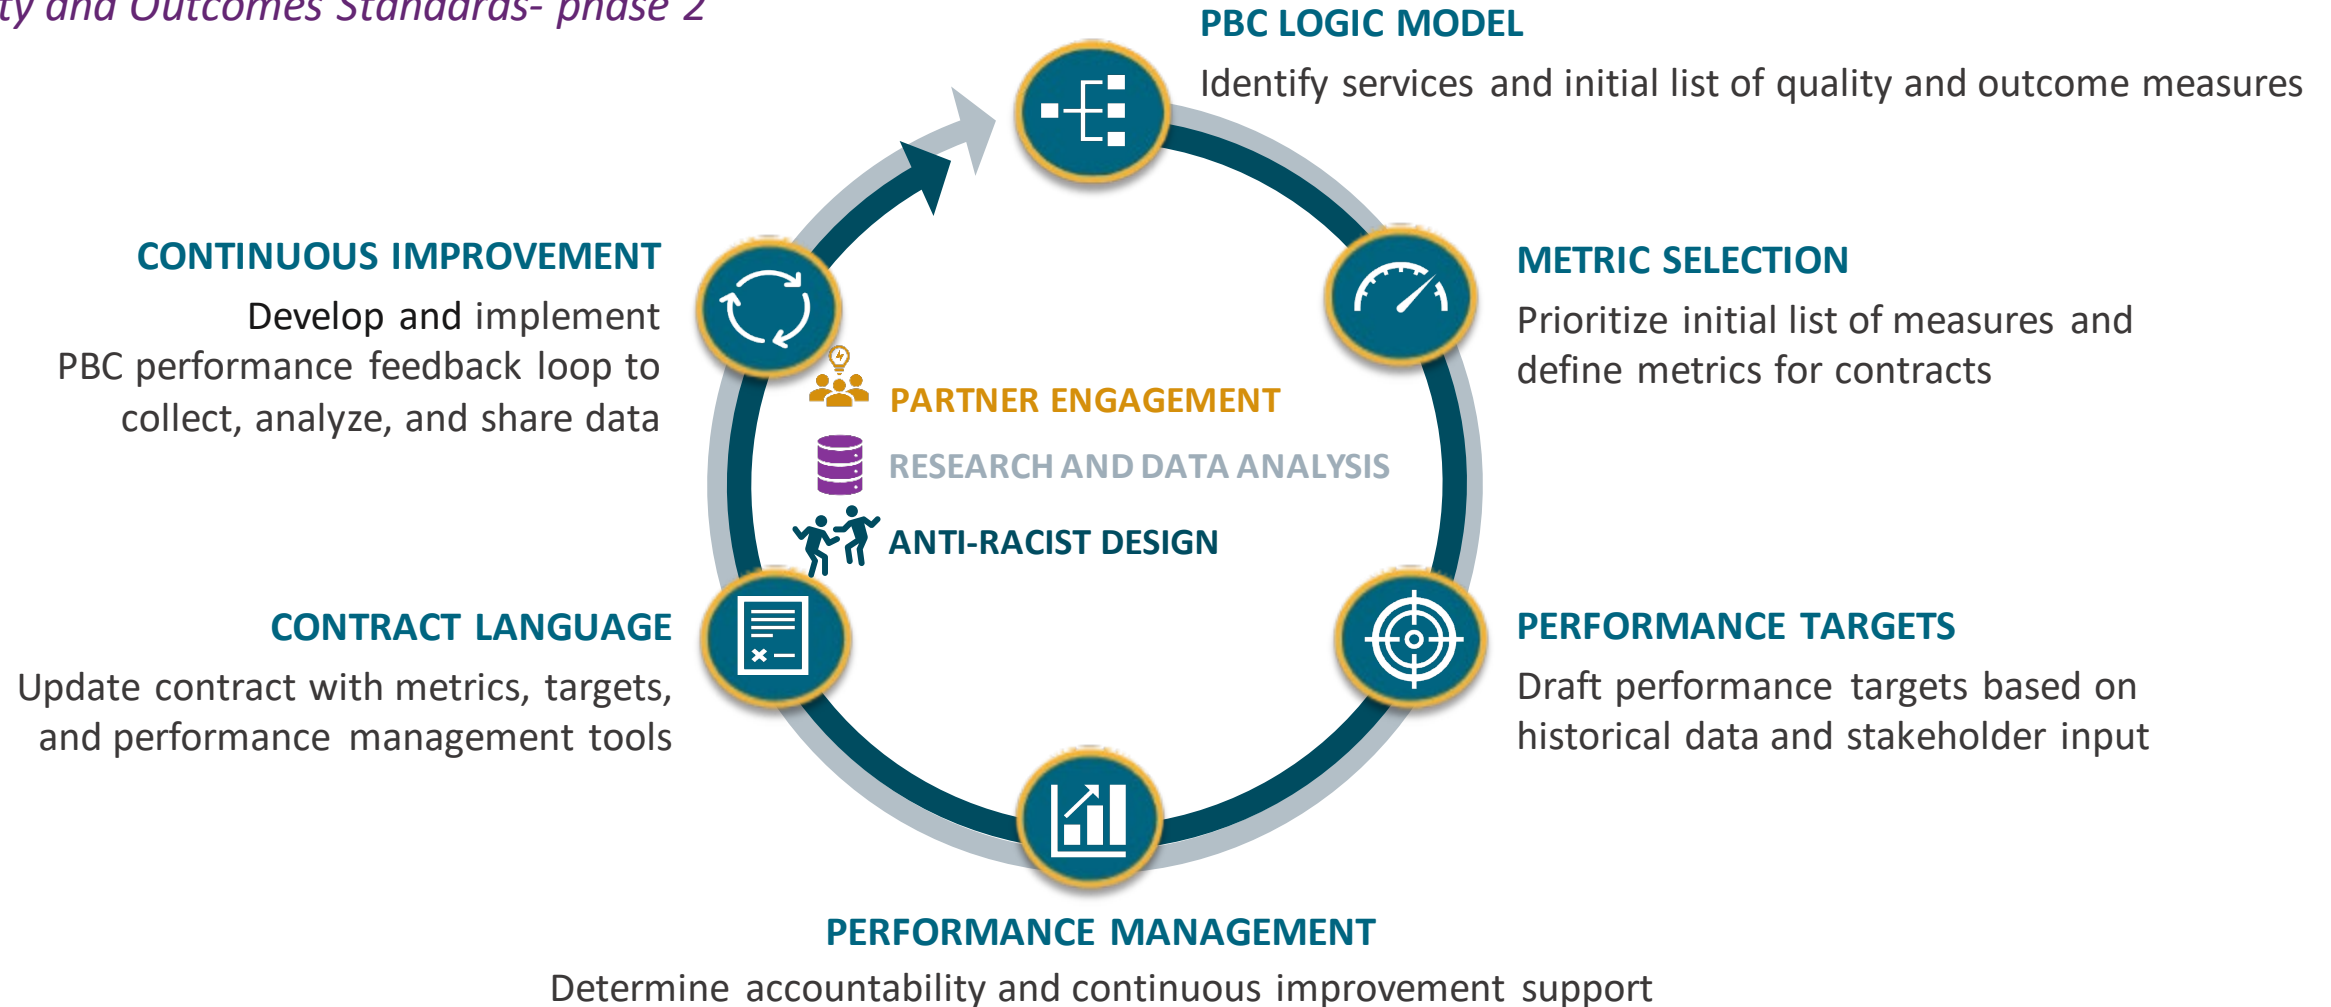 and Outcomes Standards- phase 2
PBC LOGIC MODEL
Identify services and initial list of quality and outcome measures
METRIC SELECTION
Prioritize initial list of measures and
define metrics for contracts
PERFORMANCE TARGETS
Draft performance targets based on
historical data and stakeholder input
PERFORMANCE MANAGEMENT
Determine accountability and continuous improvement support
CONTRACT LANGUAGE
Update contract with metrics, targets,
and performance management tools
CONTINUOUS IMPROVEMENT
Develop and implement
PBC performance feedback loop to
collect, analyze, and share data
PARTNER ENGAGEMENT
RESEARCH AND DATA ANALYSIS
ANTI-RACIST DESIGN